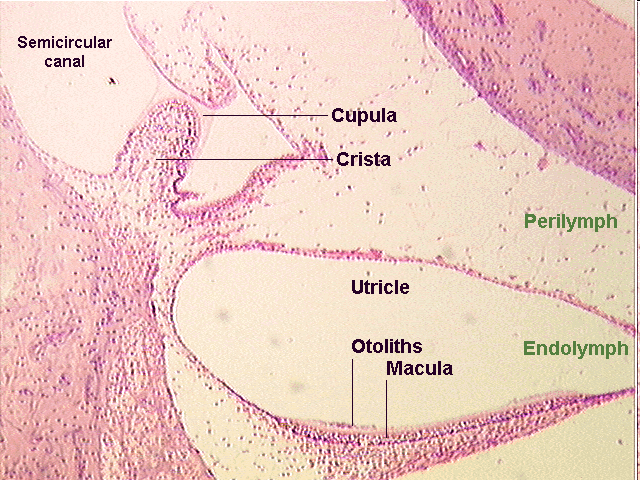 Semicircular
canal
Cupula
Crista
Perilymph
Utricle
Otoliths
Endolymph
Macula